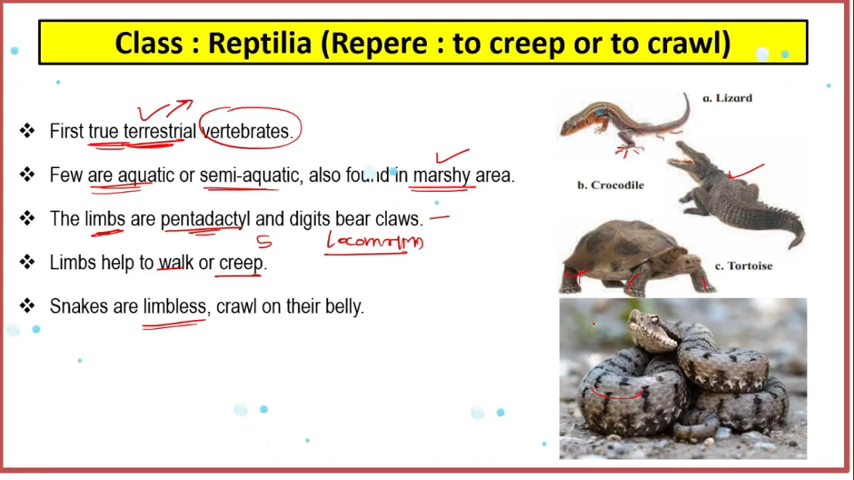 Class : Reptilia (Repere : to creep or to crawl)
❖ First true terrestrial vertebrates.
❖ Few are aquatic or semi-aquatic, also found in marshy area.
❖ The limbs are pentadactyl and digits bear claws.
5
Locomotion
❖ Limbs help to walk or creep.
❖ Snakes are limbless, crawl on their belly.
a. Lizard
b. Crocodile
c. Tortoise